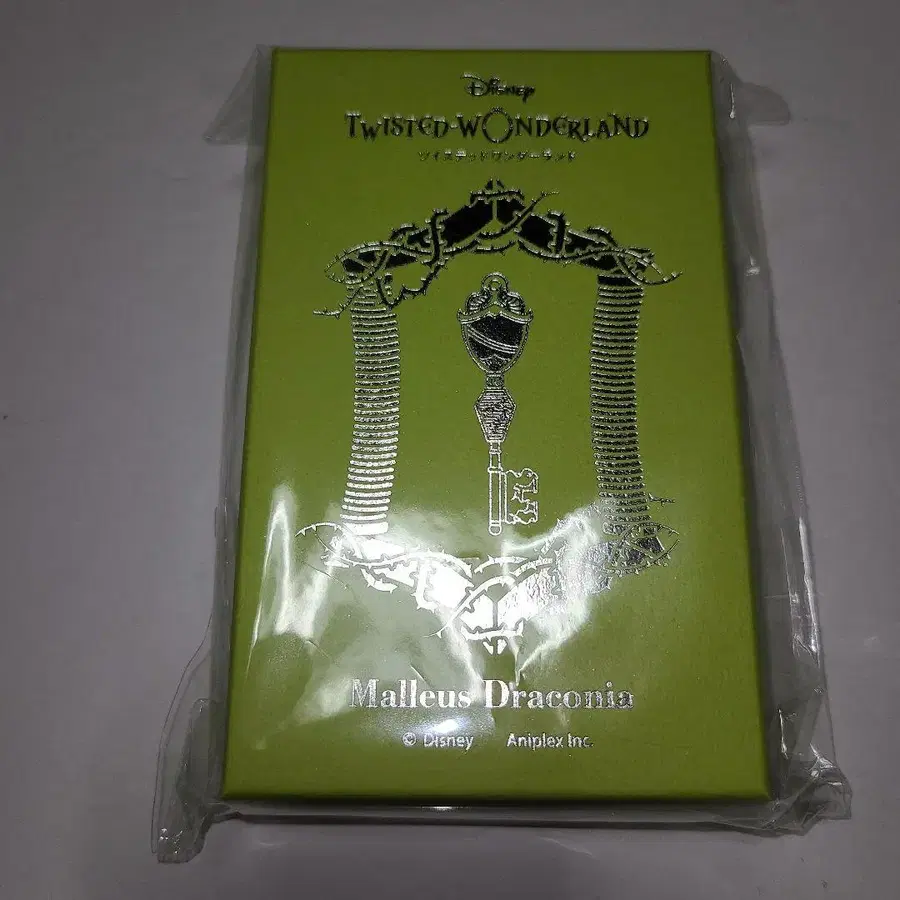 Disney
TWISTED-WONDERLAND
ツイステッドワンダーランド
Malleus Draconia
© Disney Aniplex Inc.